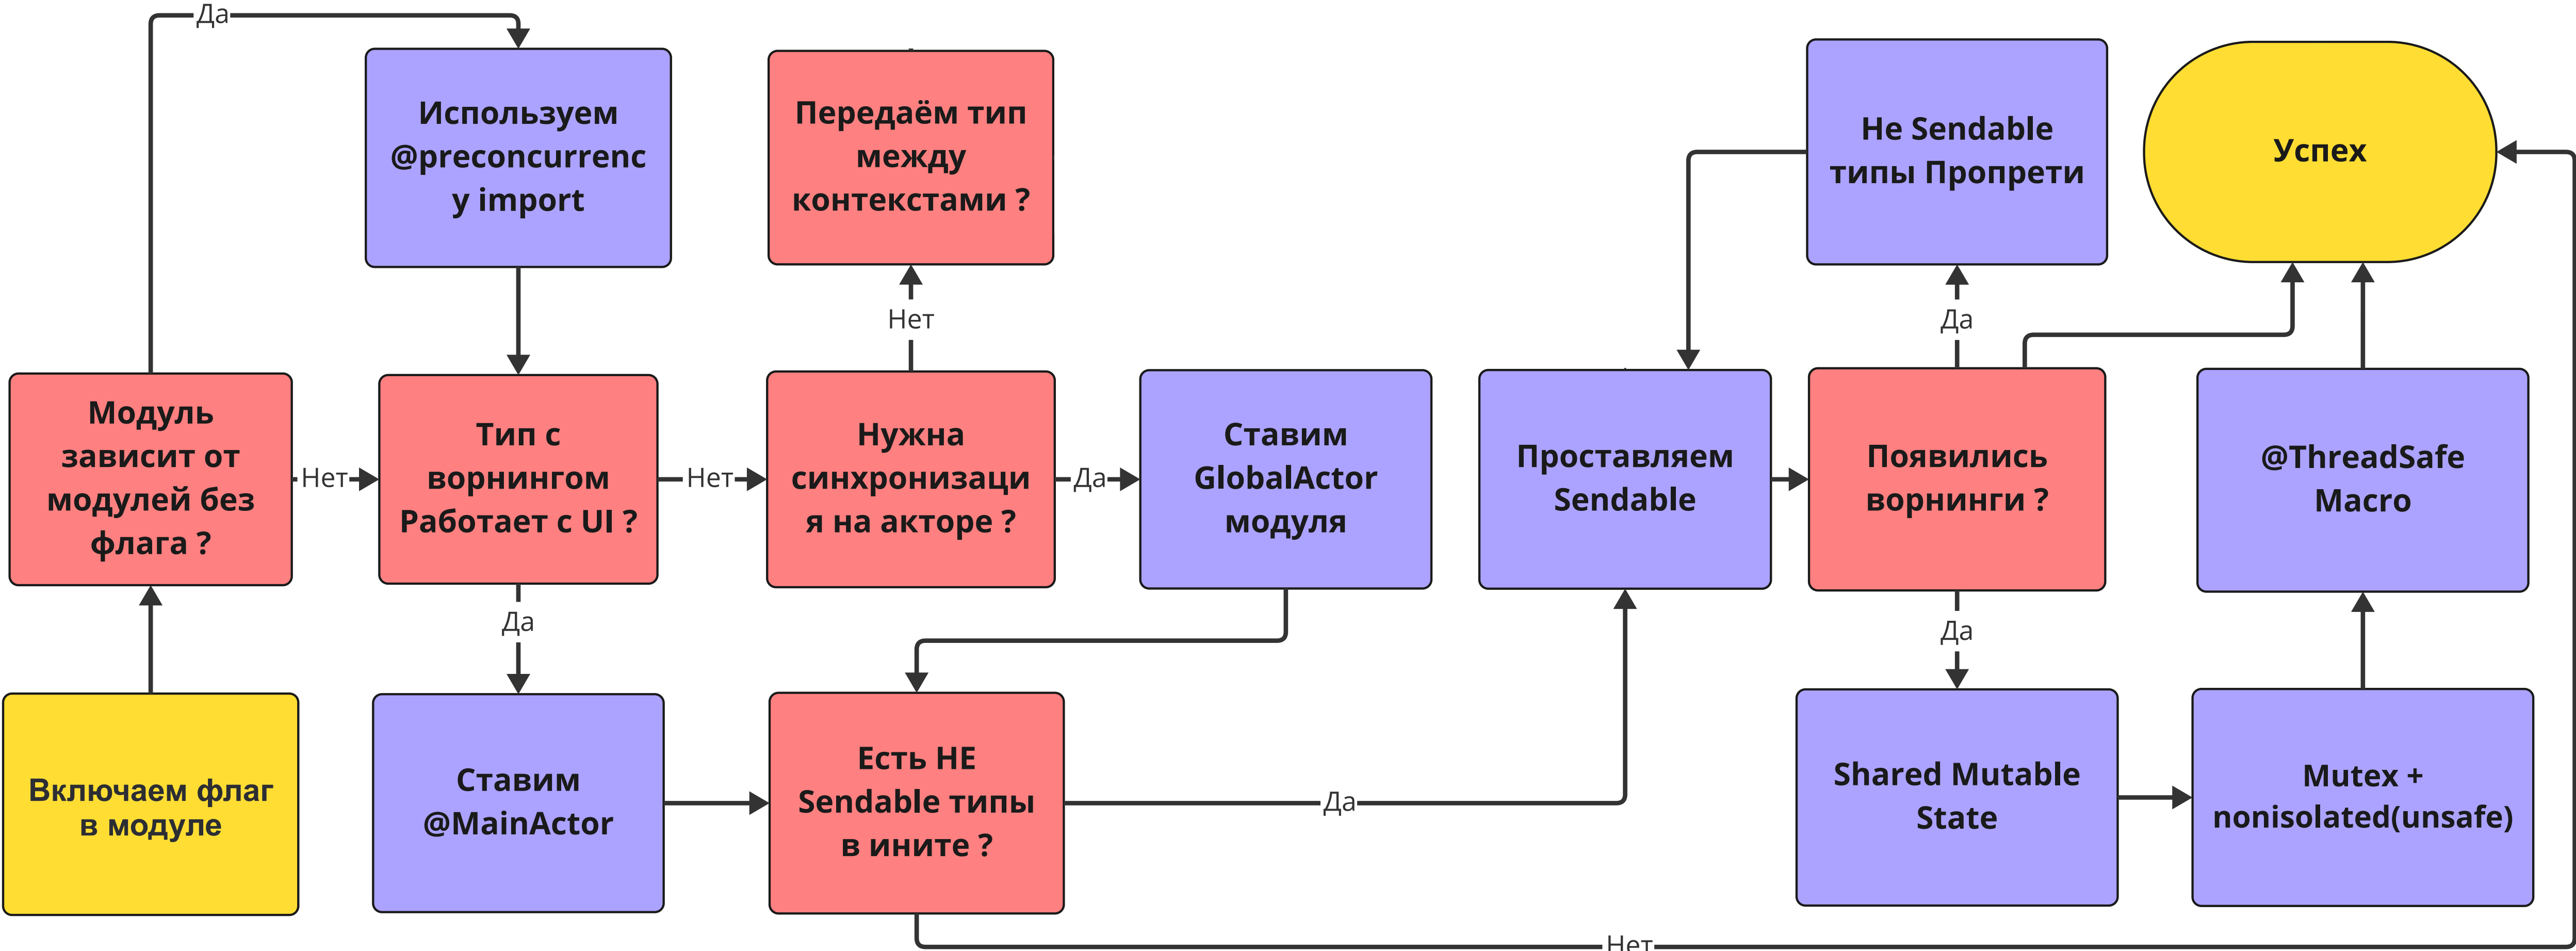 Да
Используем
@preconcurrenc
y import
Передаём тип
между
контекстами ?
Не Sendable
типы Пропрети
Успех
Нет
Да
Модуль
зависит от
модулей без
флага ?
Нет
Тип с
ворнингом
Работает с UI ?
Нет
Нужна
синхронизаци
я на акторе ?
Да
Ставим
GlobalActor
модуля
Проставляем
Sendable
Появились
ворнинги ?
@ThreadSafe
Macro
Да
Да
Включаем флаг
в модуле
Ставим
@MainActor
Есть НЕ
Sendable типы
в ините ?
Да
Shared Mutable
State
Mutex +
nonisolated(unsafe)
Нет